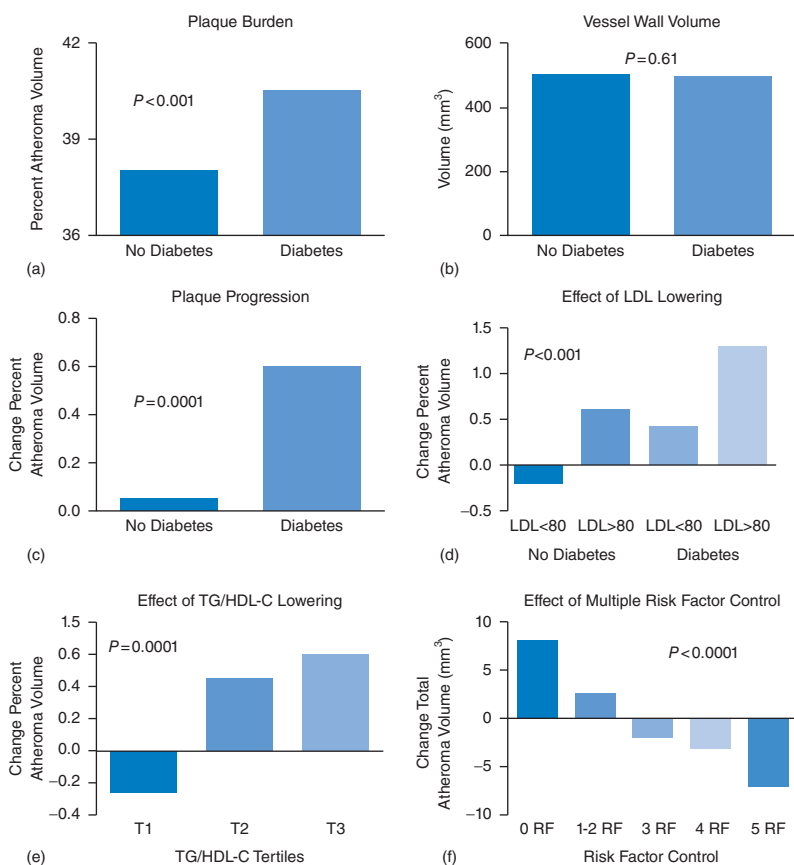 Plaque Burden
Percent Atheroma Volume
42
39
36
P<0.001
No Diabetes
Diabetes
(a)
Vessel Wall Volume
Volume (mm³)
600
400
200
0
P=0.61
No Diabetes
Diabetes
(b)
Plaque Progression
Change Percent
Atheroma Volume
0.8
0.6
0.4
0.2
0.0
P=0.0001
No Diabetes
Diabetes
(c)
Effect of LDL Lowering
Change Percent
Atheroma Volume
1.5
1.0
0.5
0.0
−0.5
P<0.001
LDL<80
LDL>80
LDL<80
LDL>80
No Diabetes
Diabetes
(d)
Effect of TG/HDL-C Lowering
Change Percent
Atheroma Volume
1.5
0.6
0.4
0.2
0.0
−0.2
−0.4
P=0.0001
T1
T2
T3
(e)
TG/HDL-C Tertiles
Effect of Multiple Risk Factor Control
Change Total
Atheroma Volume (mm³)
10
5
0
−5
−10
P<0.0001
0 RF
1-2 RF
3 RF
4 RF
5 RF
(f)
Risk Factor Control